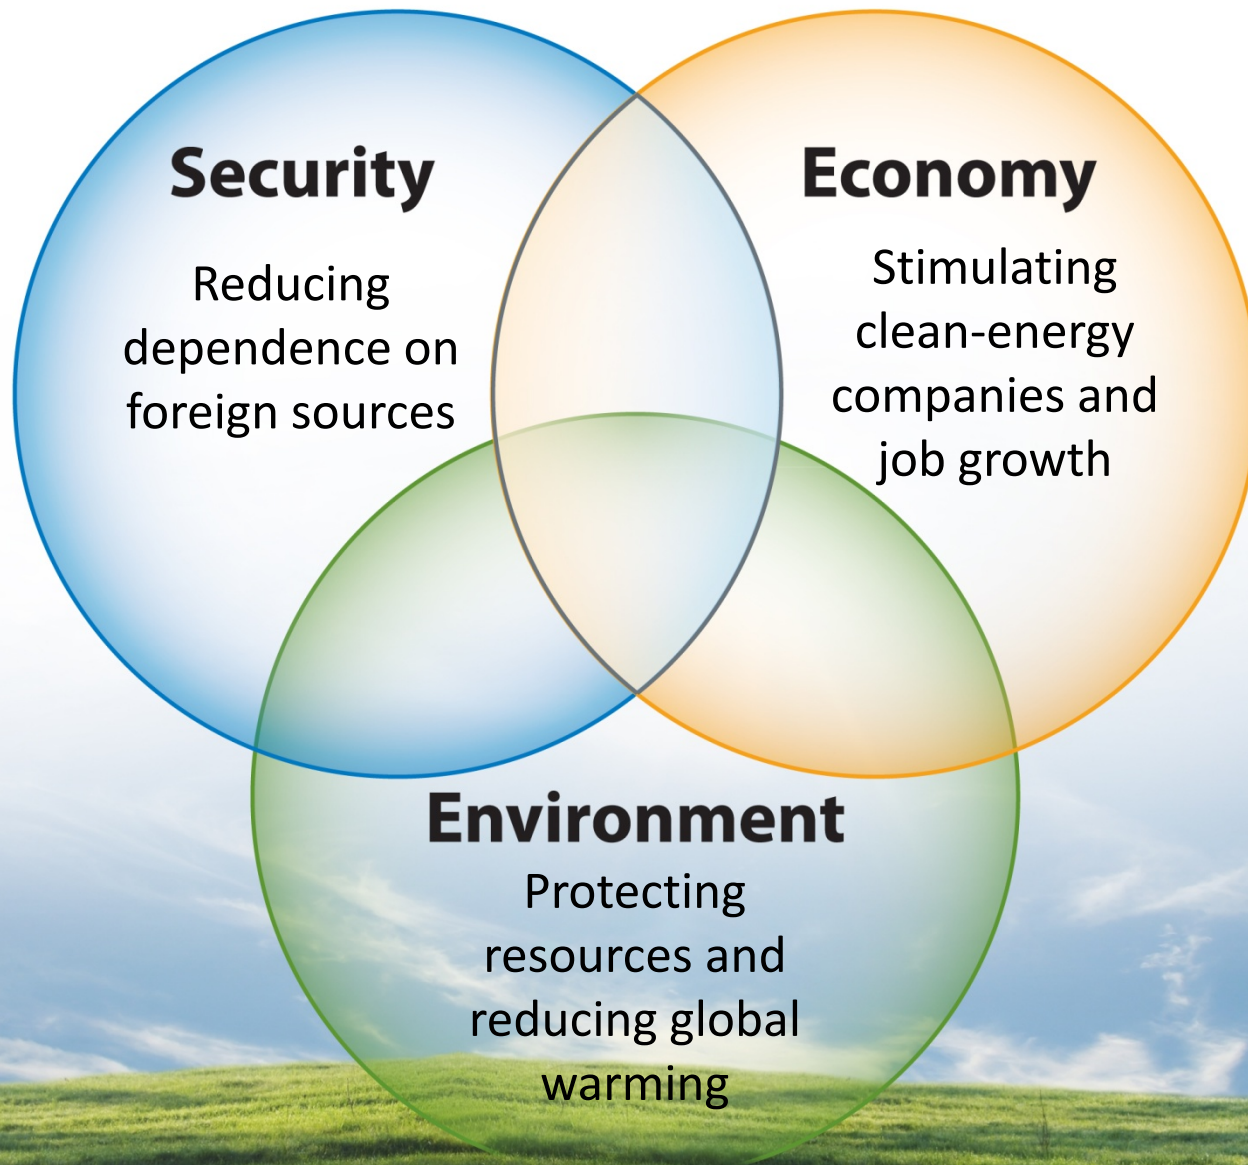 Security
Reducing
dependence on
foreign sources
Economy
Stimulating
clean-energy
companies and
job growth
Environment
Protecting
resources and
reducing global
warming